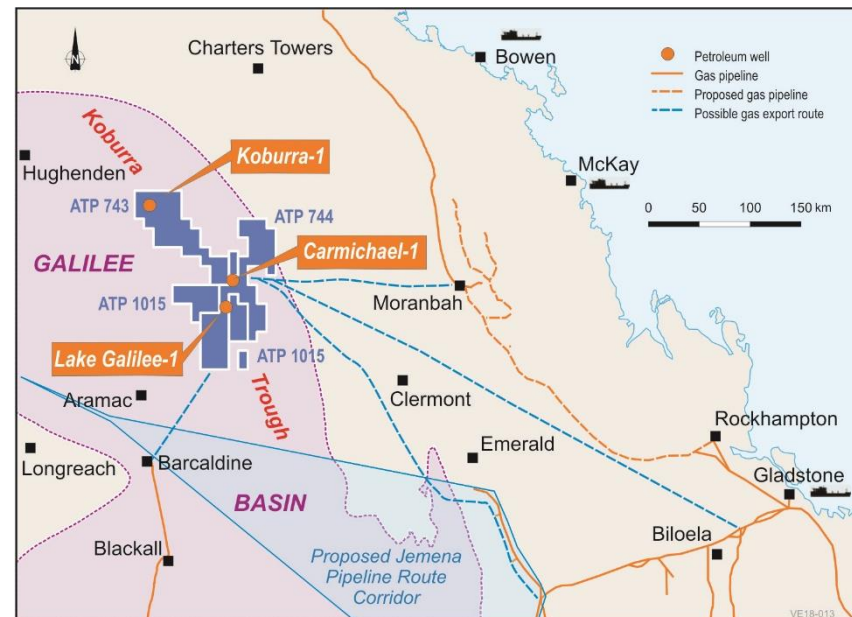 Charters Towers
Bowen
Petroleum well
Gas pipeline
Proposed gas pipeline
Possible gas export route
N
Koburra
Koburra-1
Hughenden
McKay
ATP 743
ATP 744
0 50 100 150 km
GALILEE
Carmichael-1
Moranbah
ATP 1015
Lake Galilee-1
ATP 1015
Trough
Aramac
Clermont
Rockhampton
Longreach
Barcaldine
Emerald
Gladstone
BASIN
Biloela
Blackall
Proposed Jemena
Pipeline Route
Corridor
VE18-013